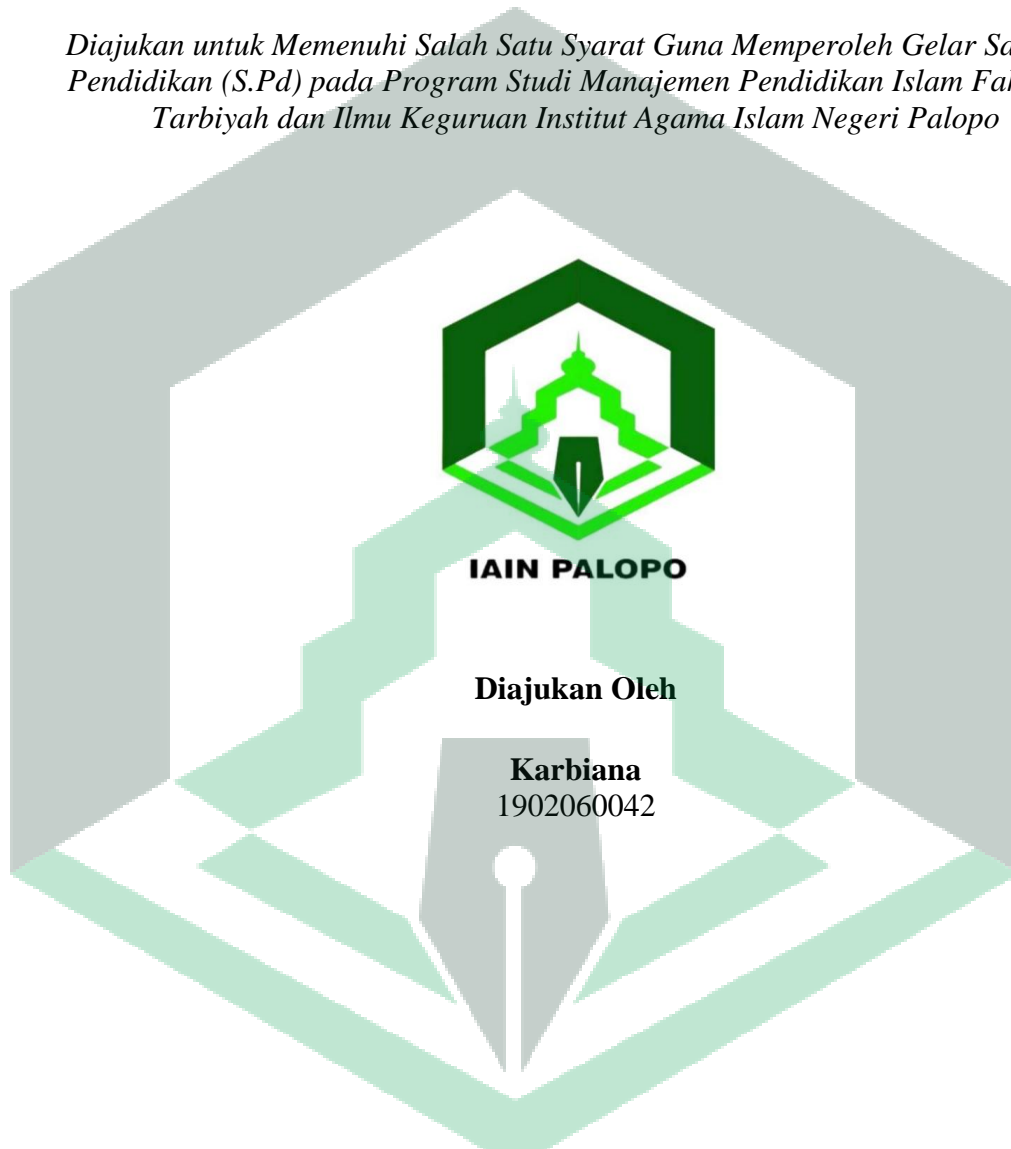 Diajukan untuk Memenuhi Salah Satu Syarat Guna Memperoleh Gelar Sa
Pendidikan (S.Pd) pada Program Studi Manajemen Pendidikan Islam Fa
Tarbiyah dan Ilmu Keguruan Institut Agama Islam Negeri Palopo
IAIN PALOPO
Diajukan Oleh
Karbiana
1902060042